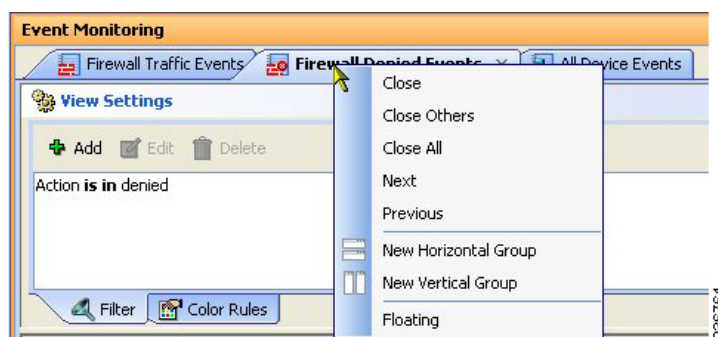 Event Monitoring
Firewall Traffic Events Firewall Denied Events × All Device Events
View Settings
Add Edit Delete
Action is in denied
Close
Close Others
Close All
Next
Previous
New Horizontal Group
New Vertical Group
Floating
Filter Color Rules